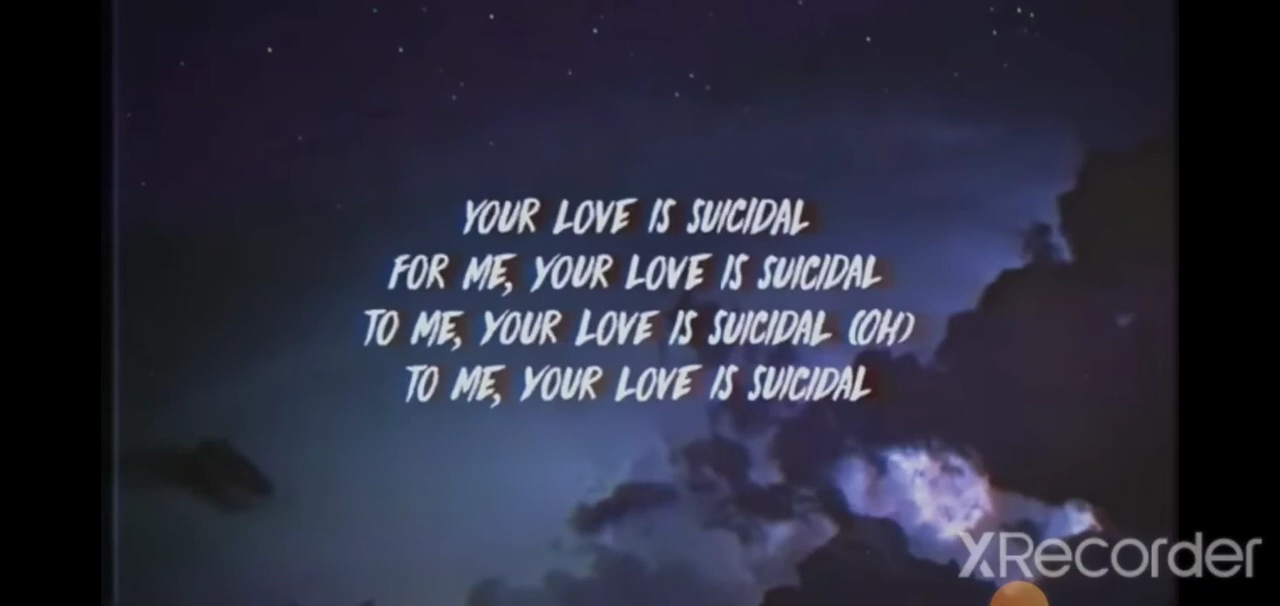 YOUR LOVE IS SUICIDAL
FOR ME, YOUR LOVE IS SUICIDAL
TO ME, YOUR LOVE IS SUICIDAL (OH)
TO ME, YOUR LOVE IS SUICIDAL
XRecorder